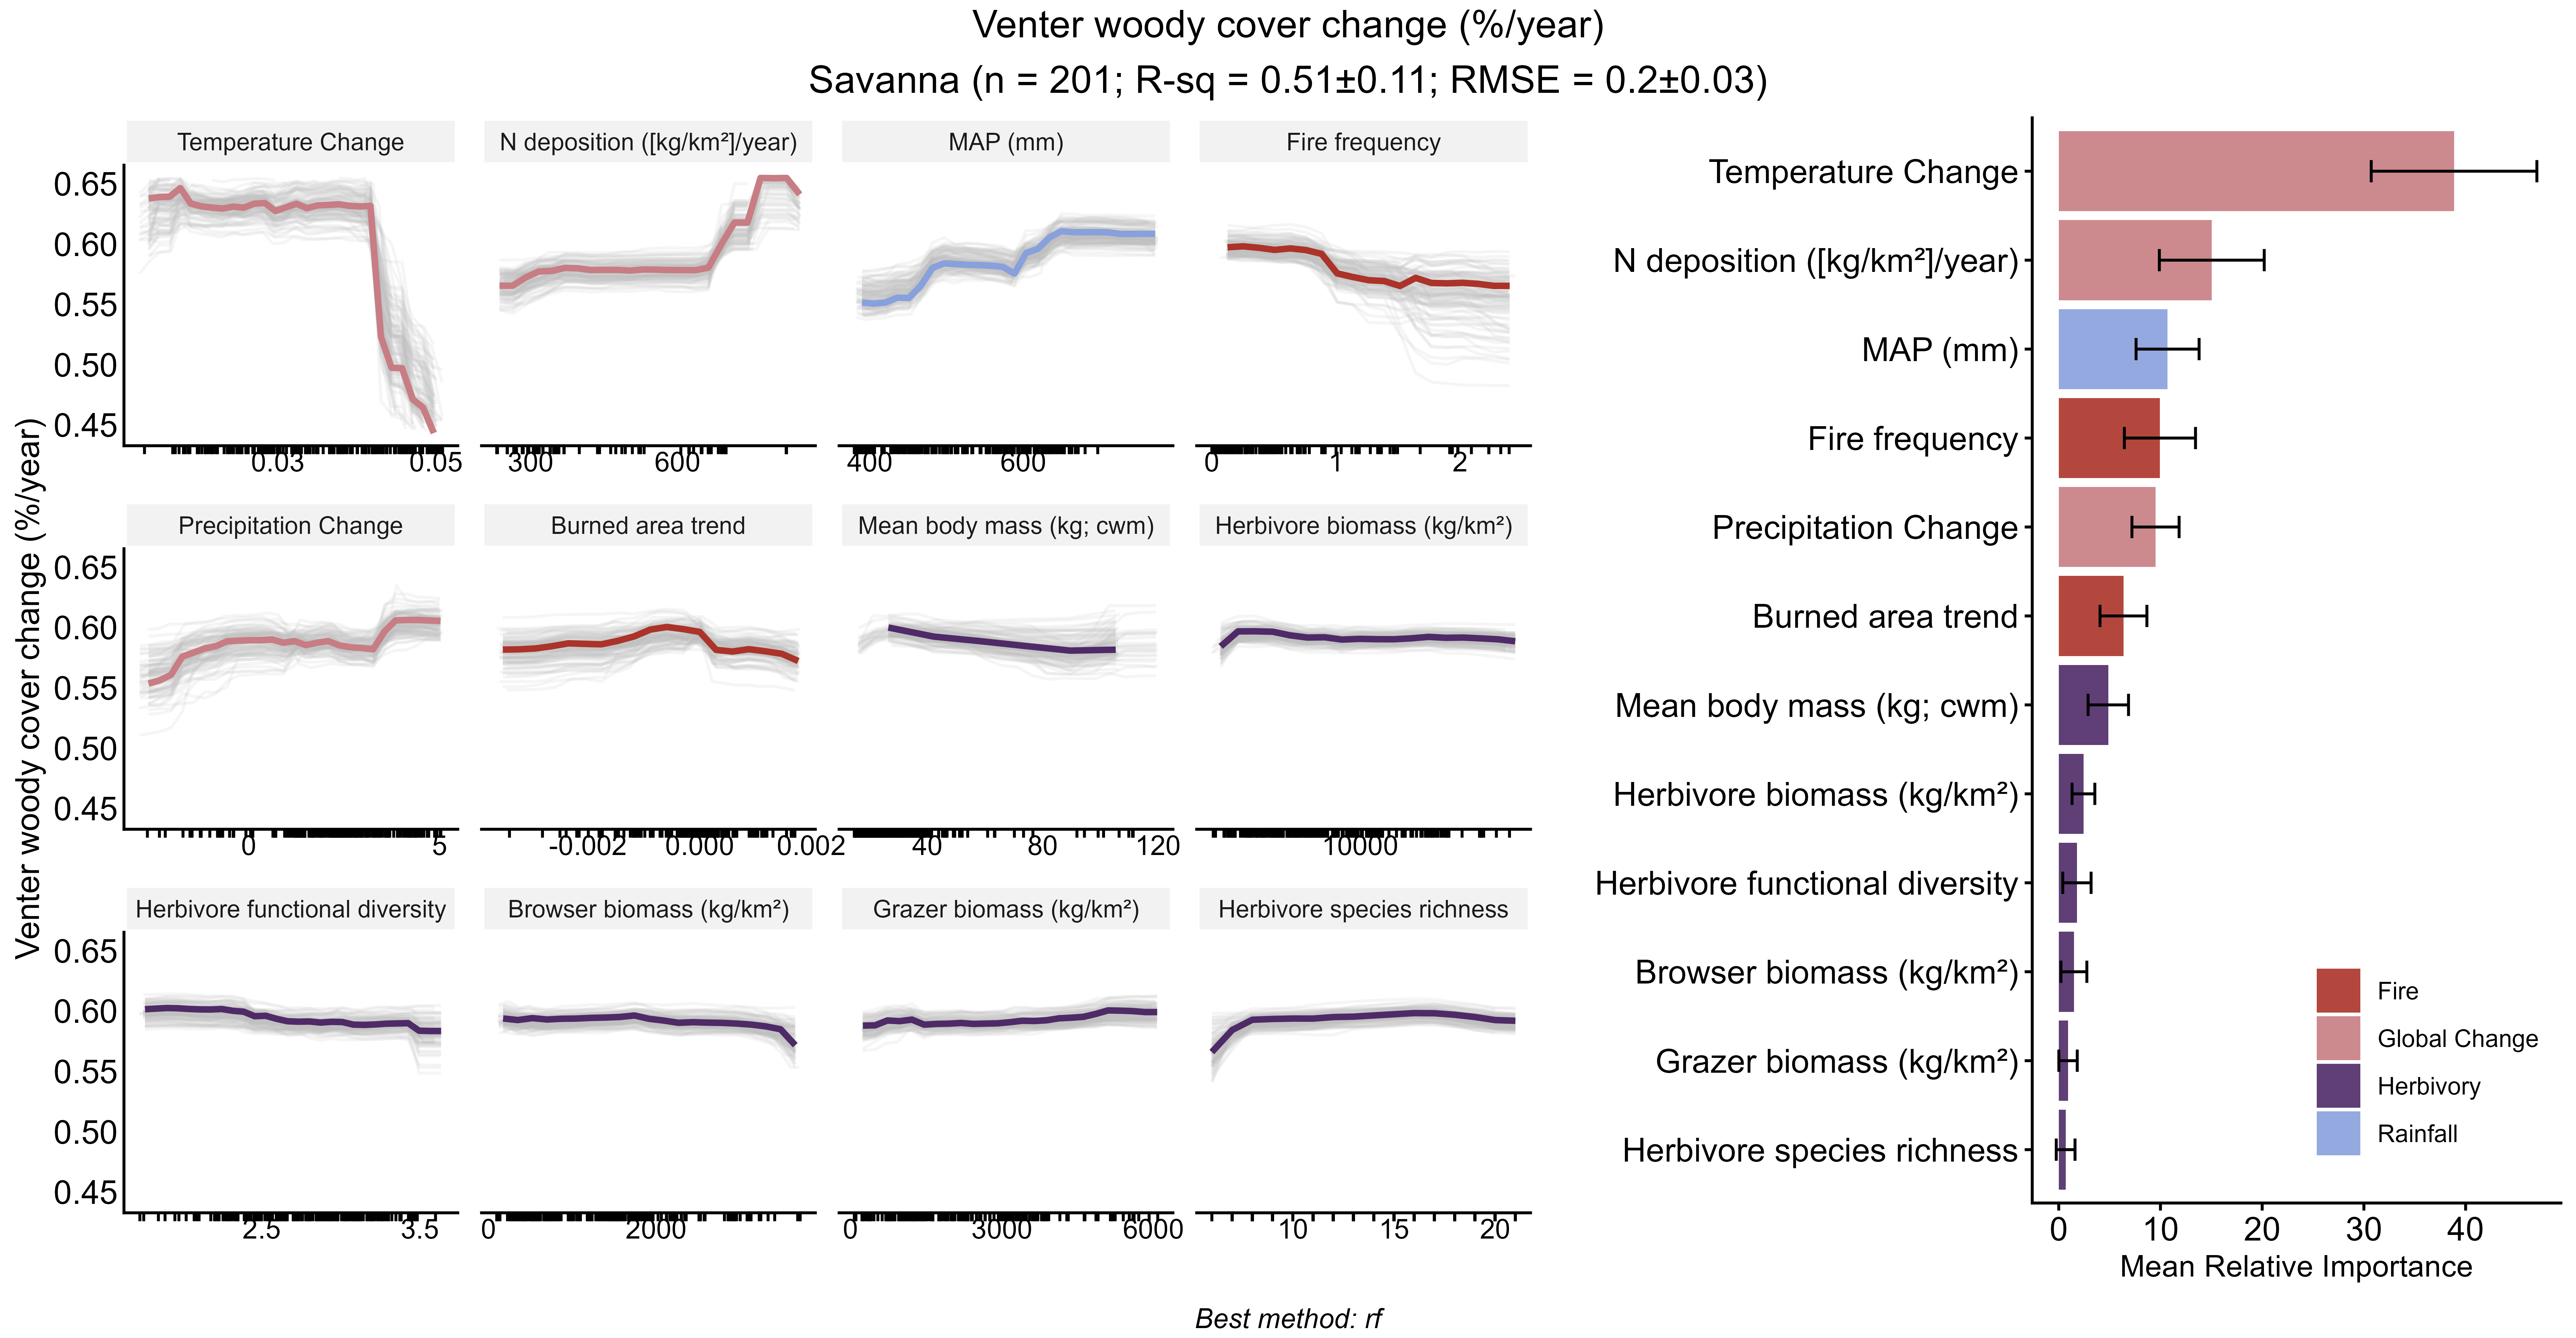 Venter woody cover change (%/year)
Savanna (n = 201; R-sq = 0.51±0.11; RMSE = 0.2±0.03)
Venter woody cover change (%/year)
Temperature Change
N deposition ([kg/km²]/year)
MAP (mm)
Fire frequency
0.65
0.60
0.55
0.50
0.45
0.03 0.05
300 600
400 600
0 1 2
Precipitation Change
Burned area trend
Mean body mass (kg; cwm)
Herbivore biomass (kg/km²)
0.65
0.60
0.55
0.50
0.45
0 5
-0.002 0.000 0.002
40 80 120
10000
Herbivore functional diversity
Browser biomass (kg/km²)
Grazer biomass (kg/km²)
Herbivore species richness
0.65
0.60
0.55
0.50
0.45
2.5 3.5
0 2000
0 3000 6000
10 15 20
Temperature Change
N deposition ([kg/km²]/year)
MAP (mm)
Fire frequency
Precipitation Change
Burned area trend
Mean body mass (kg; cwm)
Herbivore biomass (kg/km²)
Herbivore functional diversity
Browser biomass (kg/km²)
Grazer biomass (kg/km²)
Herbivore species richness
Fire
Global Change
Herbivory
Rainfall
0 10 20 30 40
Mean Relative Importance
Best method: rf